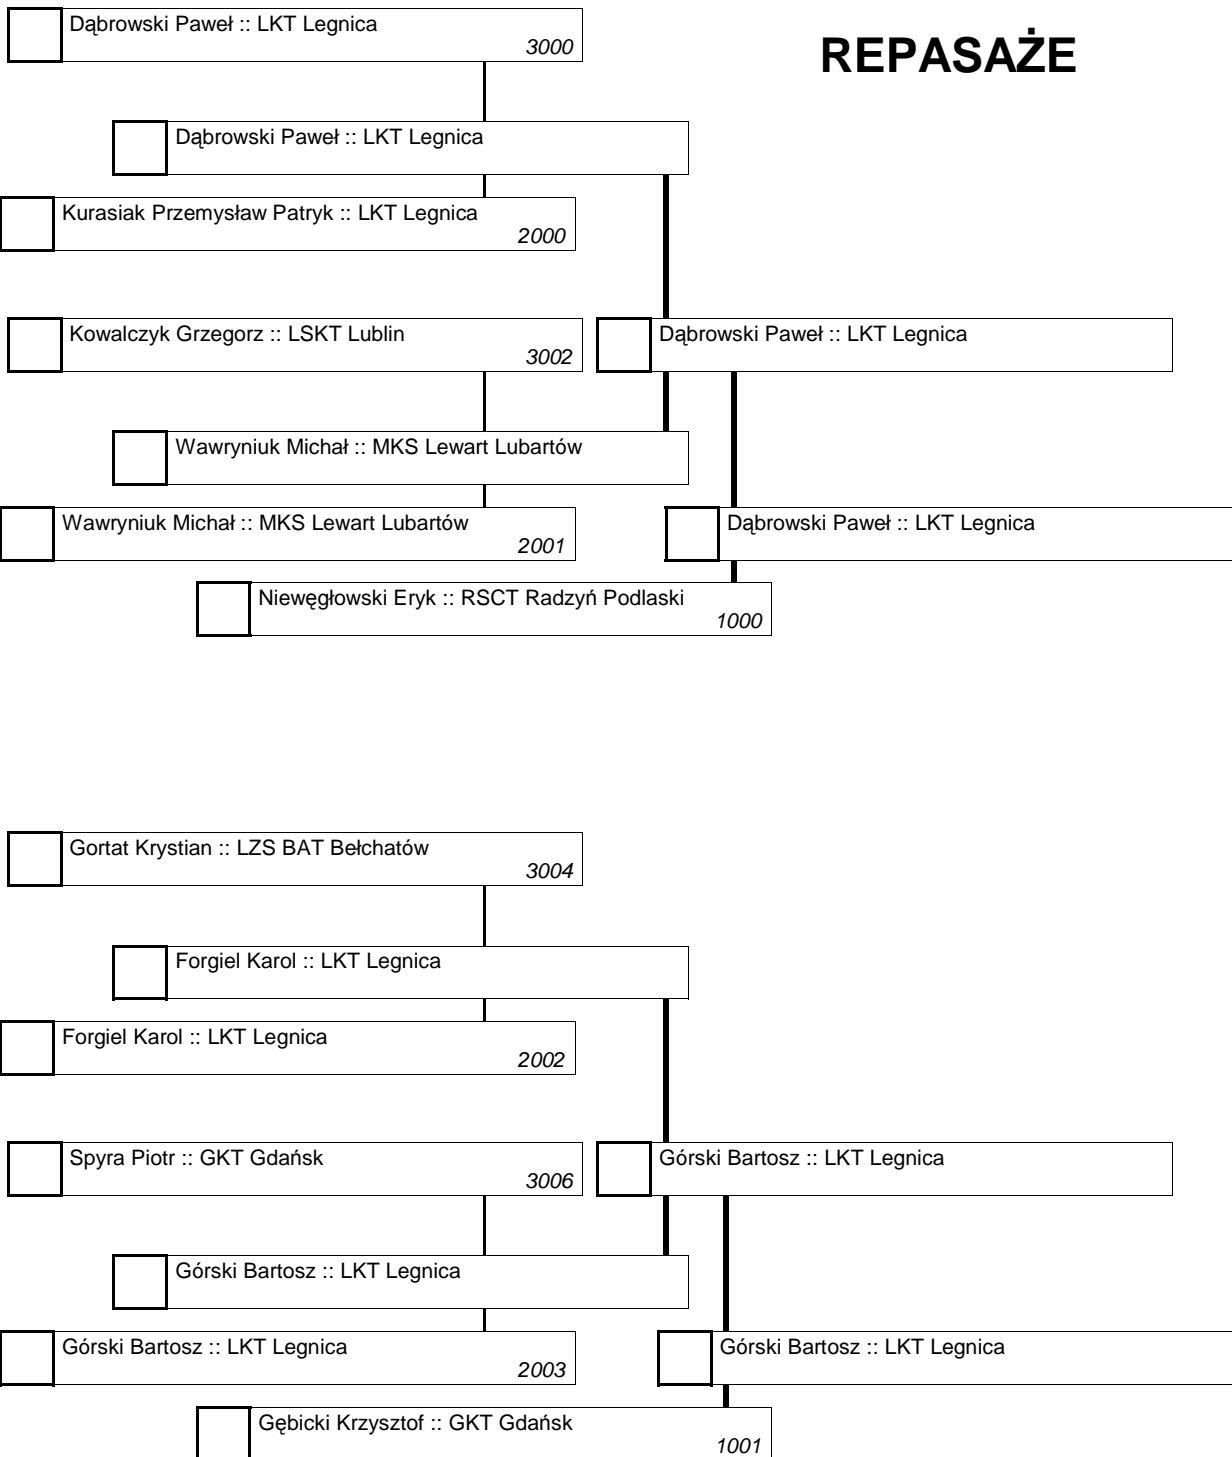 Dąbrowski Paweł :: LKT Legnica
3000
REPASAŻE
Dąbrowski Paweł :: LKT Legnica
Kurasiak Przemysław Patryk :: LKT Legnica
2000
Kowalczyk Grzegorz :: LSKT Lublin
3002
Dąbrowski Paweł :: LKT Legnica
Wawryniuk Michał :: MKS Lewart Lubartów
Wawryniuk Michał :: MKS Lewart Lubartów
2001
Dąbrowski Paweł :: LKT Legnica
Niewęgłowski Eryk :: RSCT Radzyń Podlaski
1000
Gortat Krystian :: LZS BAT Bełchatów
3004
Forgiel Karol :: LKT Legnica
Forgiel Karol :: LKT Legnica
2002
Spyra Piotr :: GKT Gdańsk
3006
Górski Bartosz :: LKT Legnica
Górski Bartosz :: LKT Legnica
Górski Bartosz :: LKT Legnica
2003
Górski Bartosz :: LKT Legnica
Gębicki Krzysztof :: GKT Gdańsk
1001